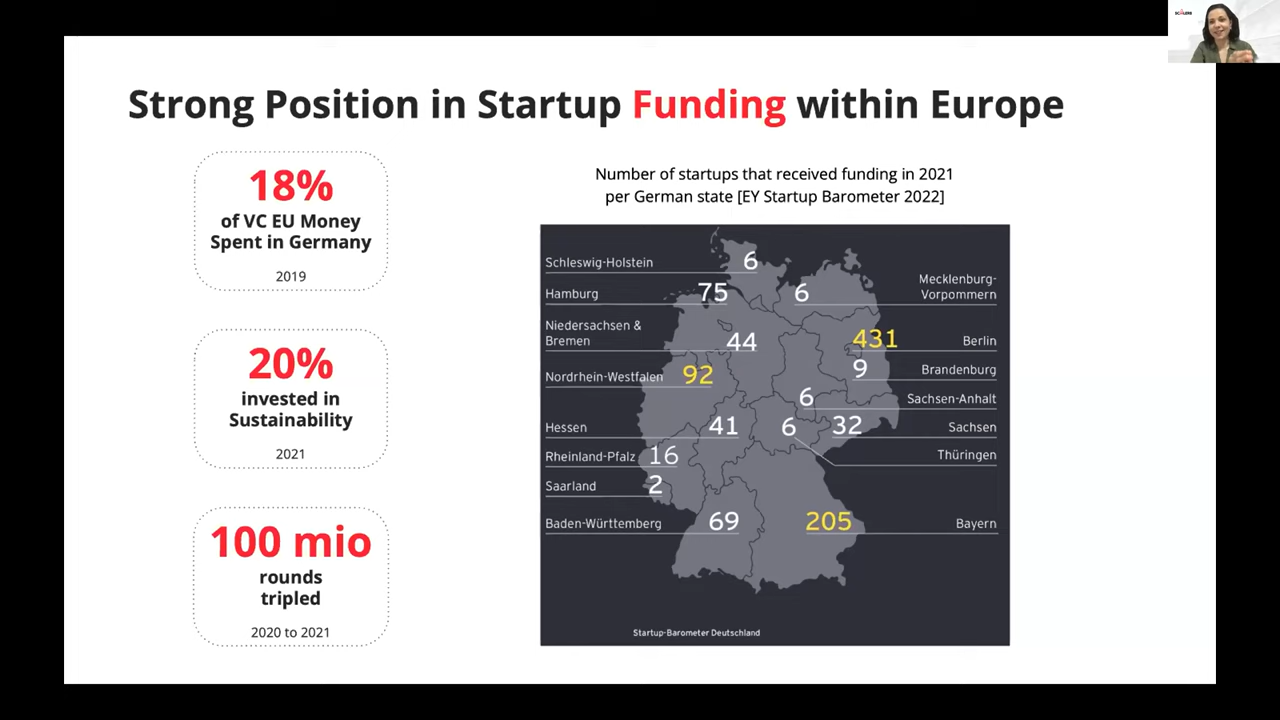 SCALERS
Strong Position in Startup Funding within Europe
18%
of VC EU Money
Spent in Germany
2019
20%
invested in
Sustainability
2021
100 mio
rounds
tripled
2020 to 2021
Number of startups that received funding in 2021
per German state [EY Startup Barometer 2022]
Schleswig-Holstein 6
Hamburg 75
6 Mecklenburg-
Vorpommern
Niedersachsen &
Bremen 44
431 Berlin
Nordrhein-Westfalen 92
9 Brandenburg
6 Sachsen-Anhalt
Hessen 41
32 Sachsen
6 Thüringen
Rheinland-Pfalz 16
Saarland 2
Baden-Württemberg 69
205 Bayern
Startup-Barometer Deutschland